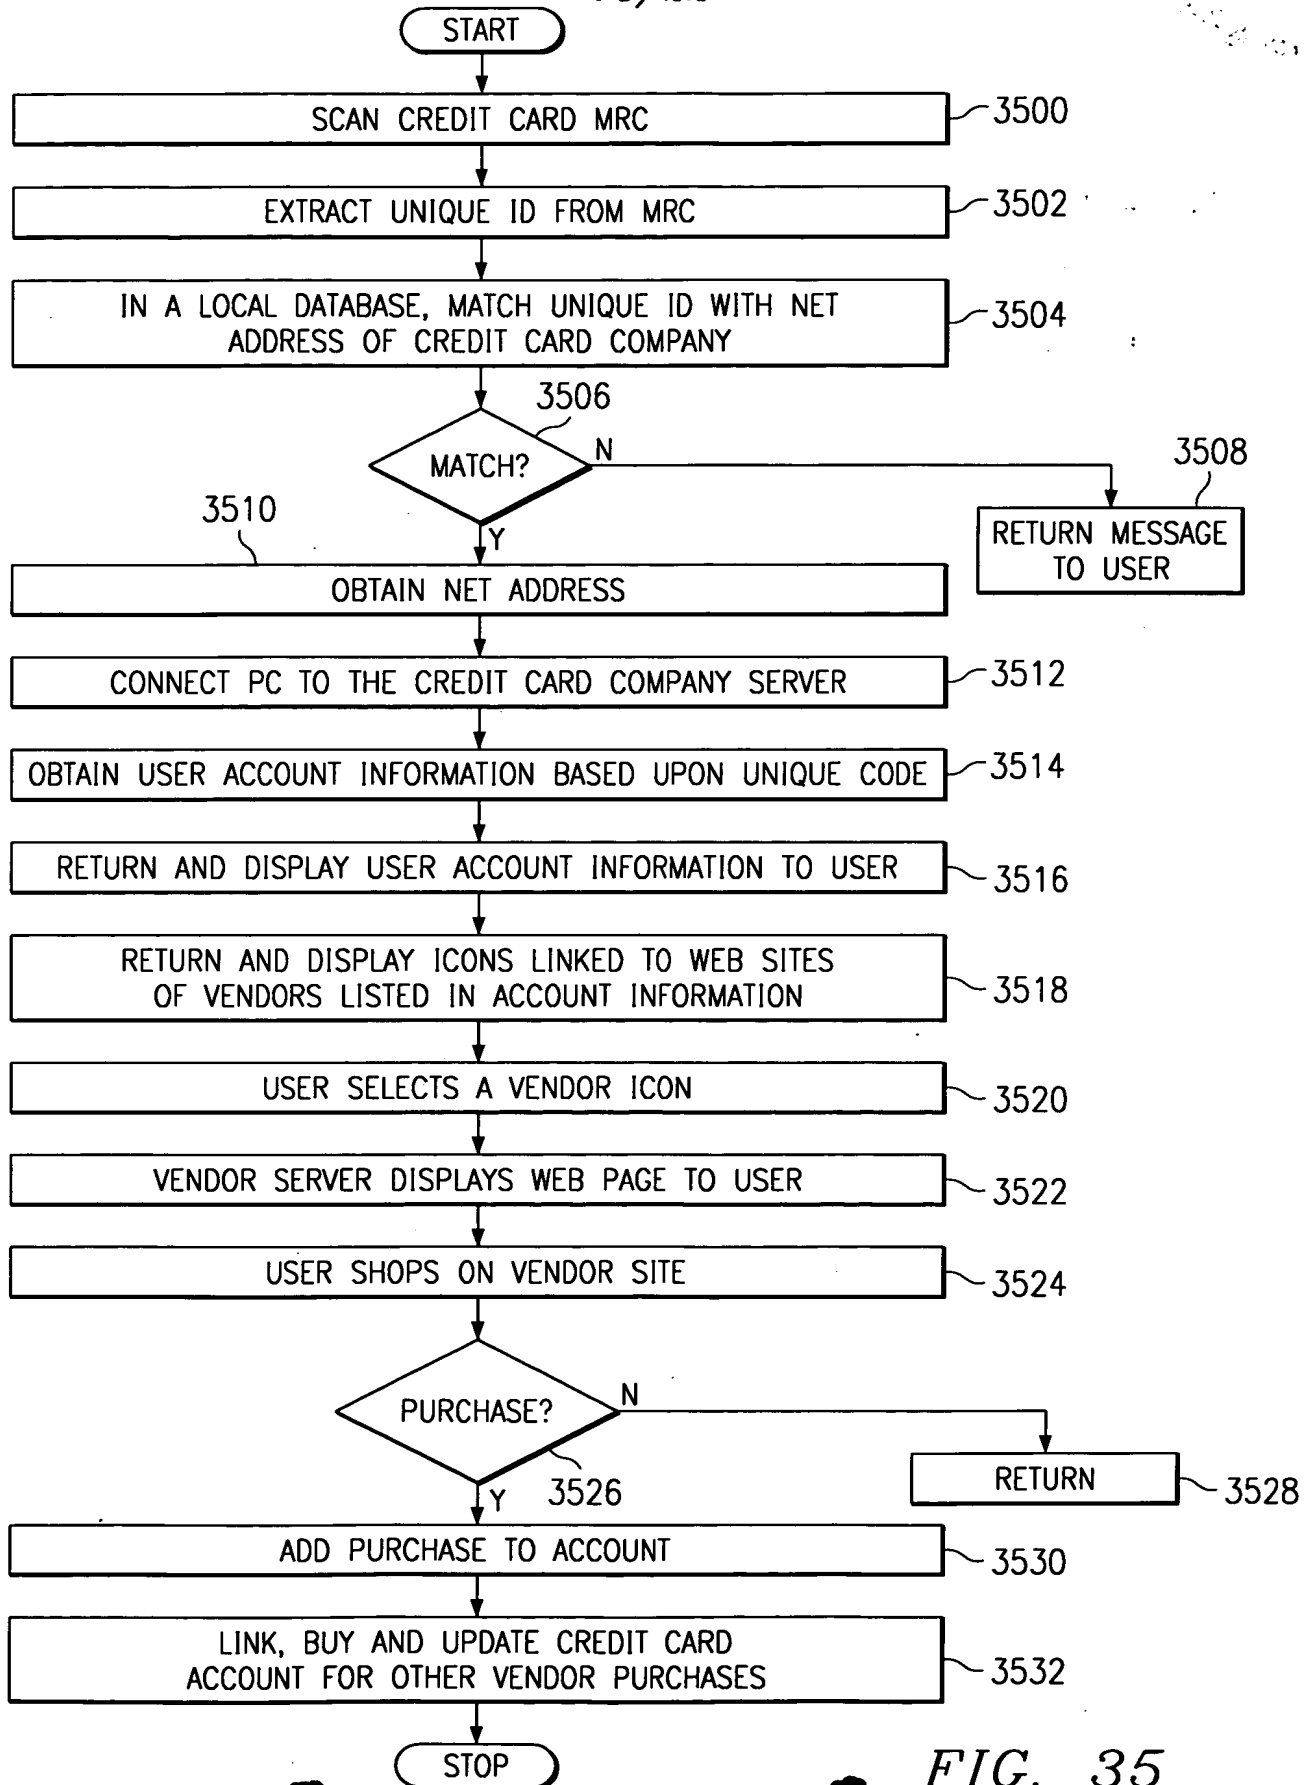 START
SCAN CREDIT CARD MRC
3500
EXTRACT UNIQUE ID FROM MRC
3502
IN A LOCAL DATABASE, MATCH UNIQUE ID WITH NET
ADDRESS OF CREDIT CARD COMPANY
3504
3506
MATCH?
N
3508
RETURN MESSAGE
TO USER
Y
3510
OBTAIN NET ADDRESS
CONNECT PC TO THE CREDIT CARD COMPANY SERVER
3512
OBTAIN USER ACCOUNT INFORMATION BASED UPON UNIQUE CODE
3514
RETURN AND DISPLAY USER ACCOUNT INFORMATION TO USER
3516
RETURN AND DISPLAY ICONS LINKED TO WEB SITES
OF VENDORS LISTED IN ACCOUNT INFORMATION
3518
USER SELECTS A VENDOR ICON
3520
VENDOR SERVER DISPLAYS WEB PAGE TO USER
3522
USER SHOPS ON VENDOR SITE
3524
PURCHASE?
N
3526
RETURN
3528
Y
ADD PURCHASE TO ACCOUNT
3530
LINK, BUY AND UPDATE CREDIT CARD
ACCOUNT FOR OTHER VENDOR PURCHASES
3532
STOP
FIG. 35